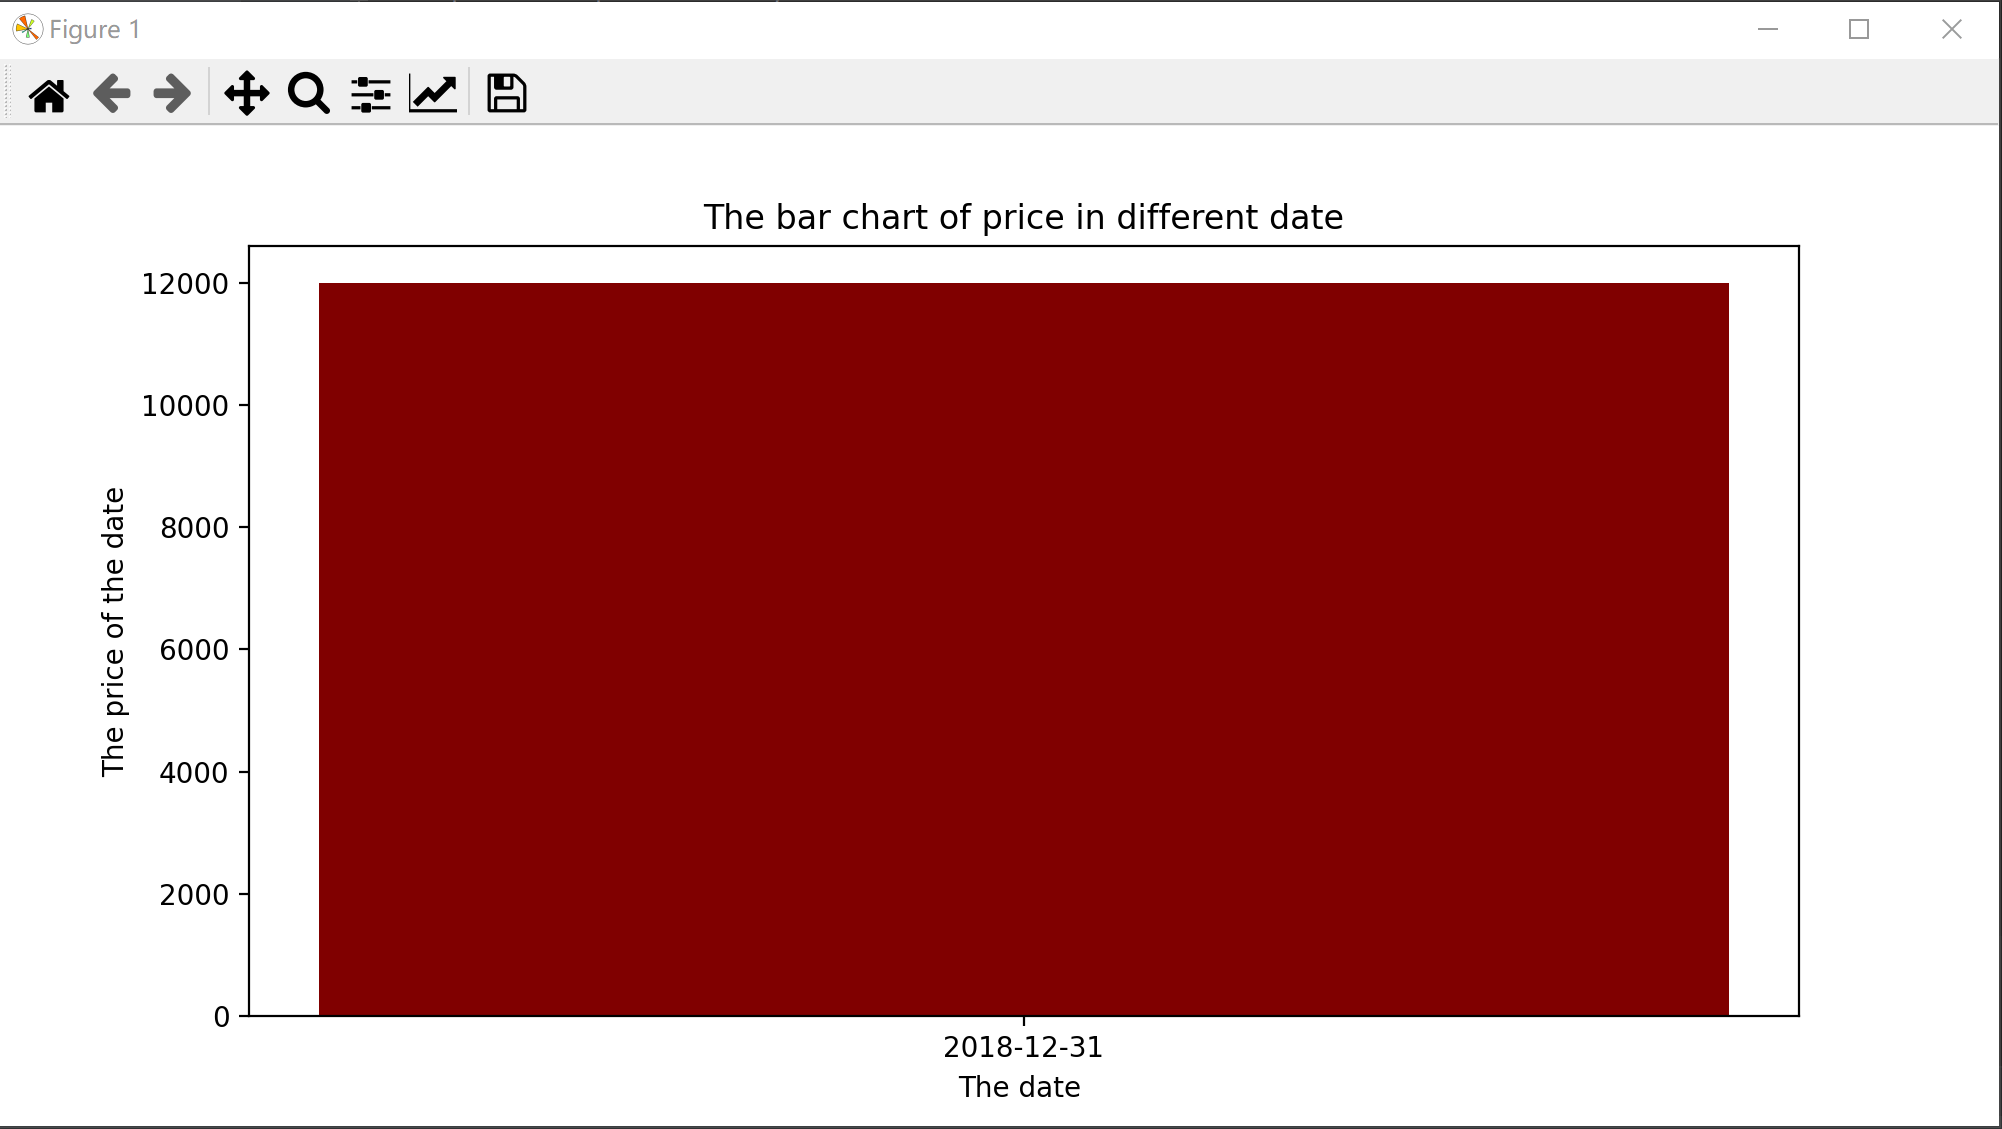 Figure 1
The bar chart of price in different date
12000
10000
8000
6000
4000
2000
0
The price of the date
2018-12-31
The date